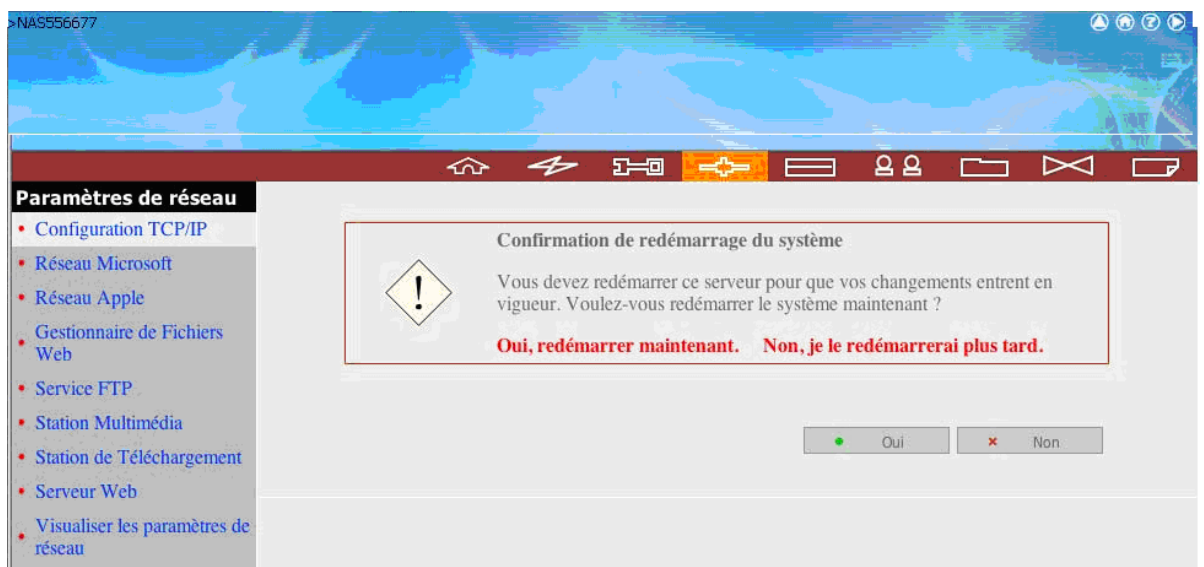 >NAS556677
Paramètres de réseau
Configuration TCP/IP
Réseau Microsoft
Réseau Apple
Gestionnaire de Fichiers
Web
Service FTP
Station Multimédia
Station de Téléchargement
Serveur Web
Visualiser les paramètres de
réseau
Confirmation de redémarrage du système
Vous devez redémarrer ce serveur pour que vos changements entrent en
vigueur. Voulez-vous redémarrer le système maintenant ?
Oui, redémarrer maintenant. Non, je le redémarrerai plus tard.
Oui
Non